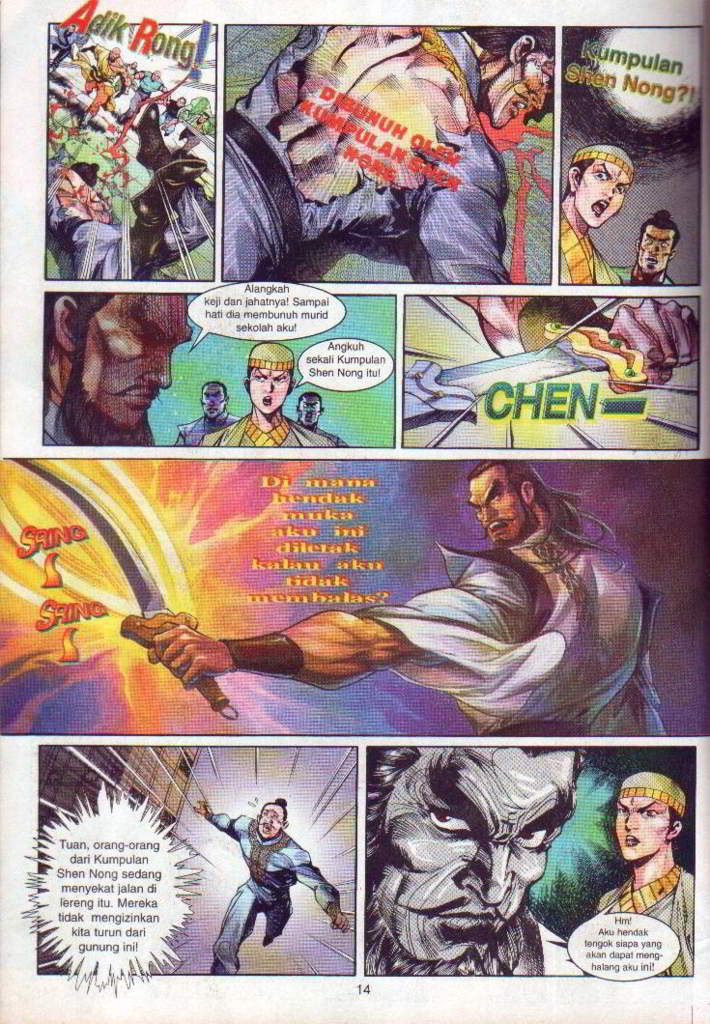 Adik Rong!
DIBUNUH OLEH
KUMPULAN SHEN
NONG
Kumpulan
Shen Nong?!
Alangkah
keji dan jahatnya! Sampai
hati dia membunuh murid
sekolah aku!
Angkuh
sekali Kumpulan
Shen Nong itu!
CHEN—
SRING
SRING
Di mana
hendak
muka
aku ini
diletak
kalau aku
tidak
membalas?
Tuan, orang-orang
dari Kumpulan
Shen Nong sedang
menyekat jalan di
lereng itu. Mereka
tidak mengizinkan
kita turun dari
gunung ini!
Hm!
Aku hendak
tengok siapa yang
akan dapat meng-
halang aku ini!
14